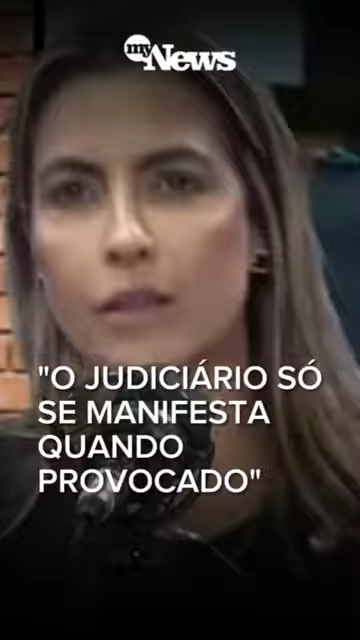 my
News
"O JUDICIÁRIO SÓ
SE MANIFESTA
QUANDO
PROVOCADO"